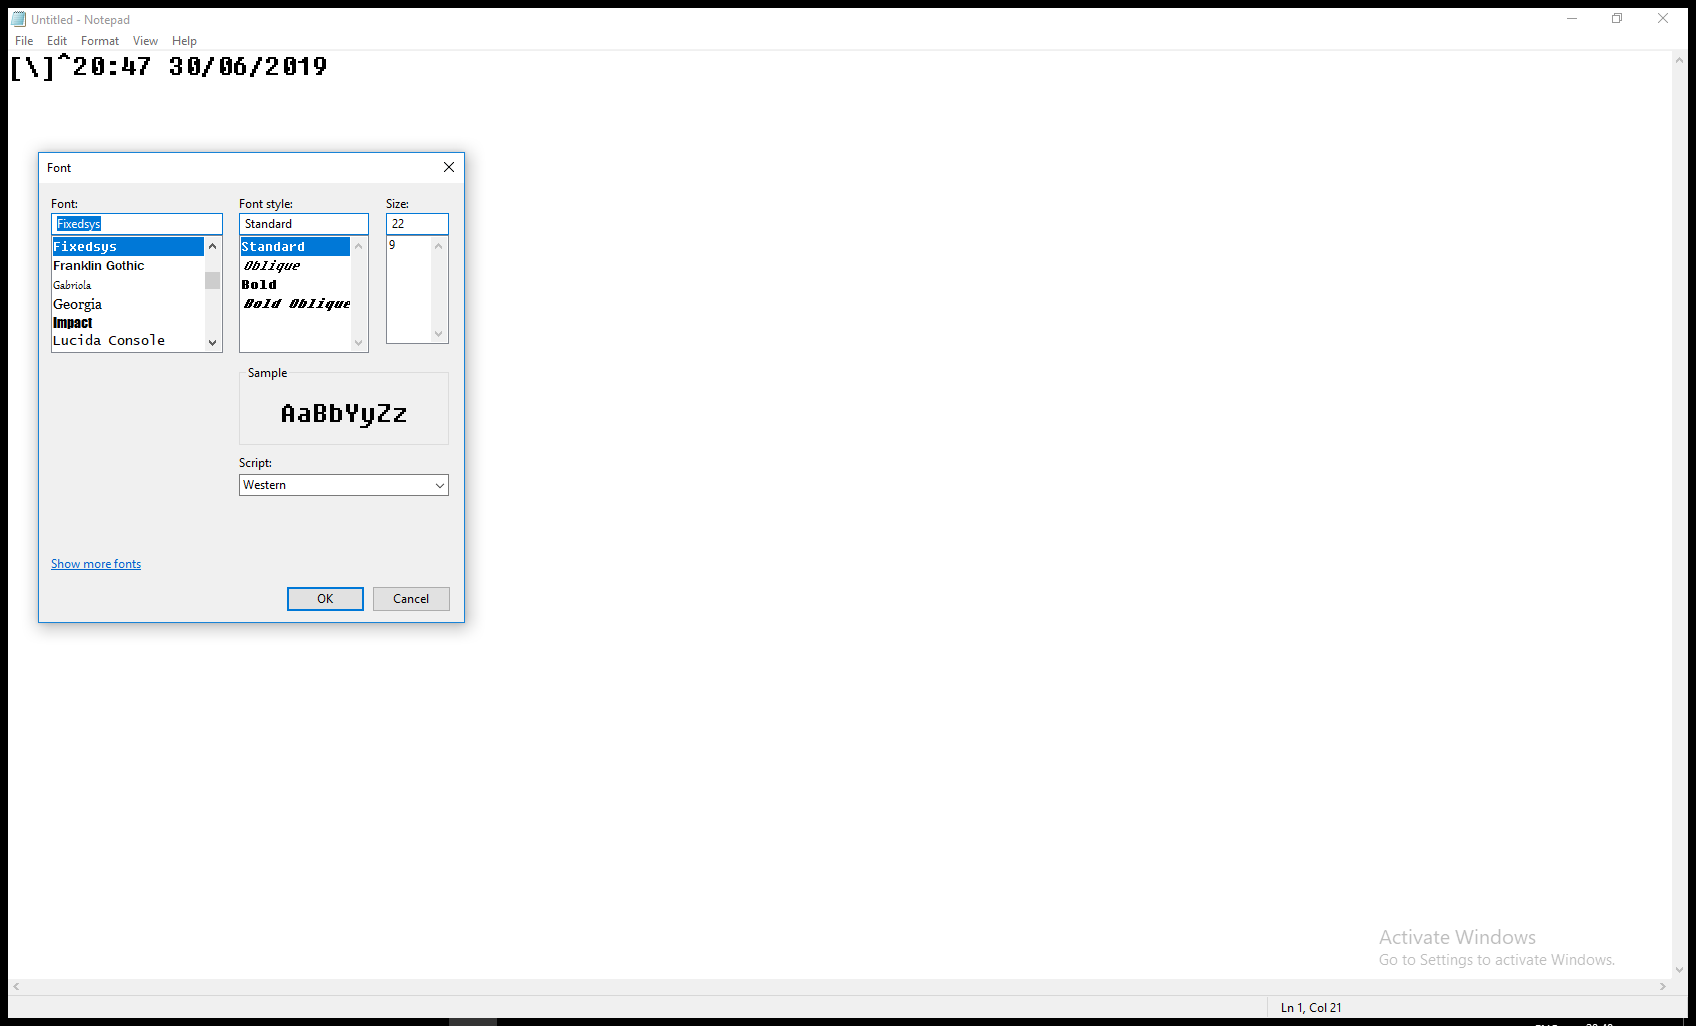 Untitled - Notepad
File Edit Format View Help
[\]^20:47 30/06/2019
Font
Font: Font style: Size:
Fixedsys Standard 22
Fixedsys Standard 9
Franklin Gothic Oblique
Gabriola Bold
Georgia Bold Oblique
Impact
Lucida Console
Sample
AaBbYyZz
Script:
Western
Show more fonts
OK Cancel
Activate Windows
Go to Settings to activate Windows.
Ln 1, Col 21